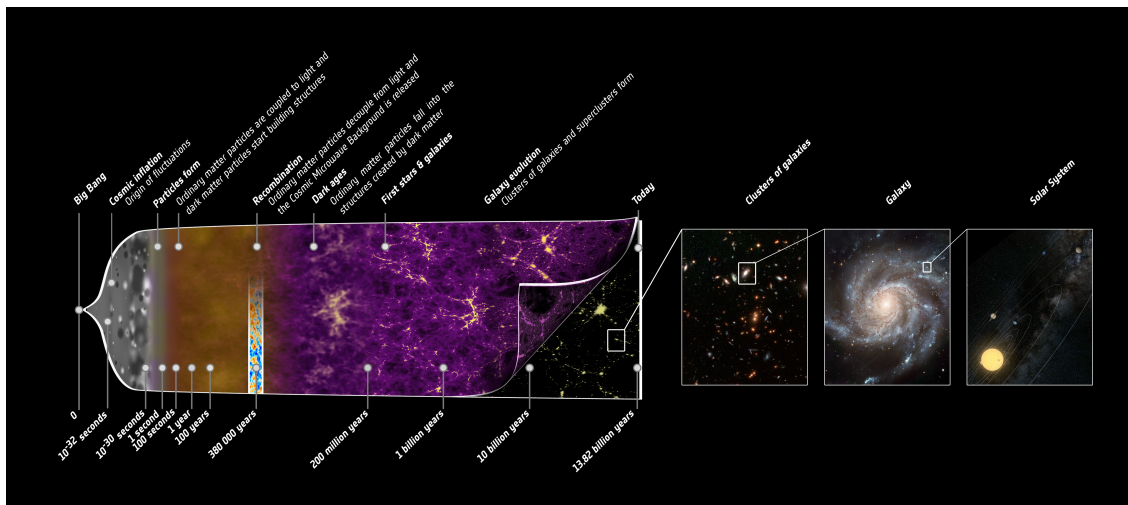 Big Bang
Cosmic inflation
Origin of fluctuations
Particles form
Ordinary matter particles are coupled to light and
dark matter particles start building structures
Recombination
Ordinary matter particles decouple from light and
the Cosmic Microwave Background is released
Dark ages
Ordinary matter particles fall into the
structures created by dark matter
First stars & galaxies
Galaxy evolution
Clusters of galaxies and superclusters form
Today
Clusters of galaxies
Galaxy
Solar System
0
10-32 seconds
10-30 seconds
1 second
100 seconds
1 year
100 years
380 000 years
200 million years
1 billion years
10 billion years
13.82 billion years